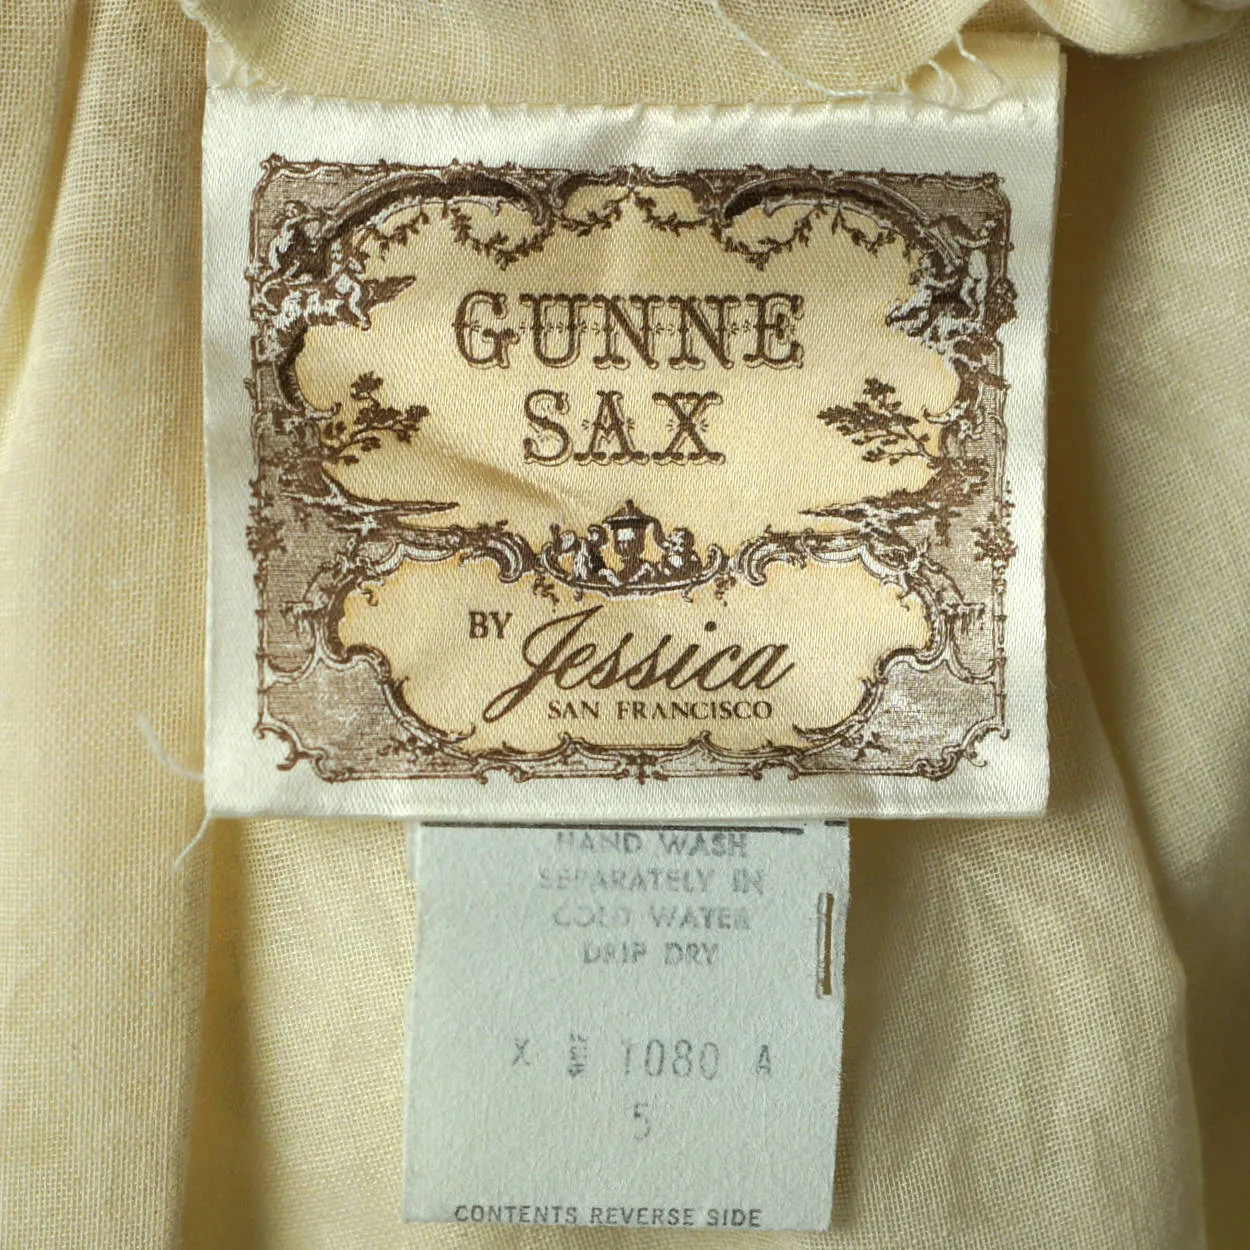 GUNNE
SAX
BY Jessica
SAN FRANCISCO
HAND WASH
SEPARATELY IN
COLD WATER
DRIP DRY
X 1080 A
5
CONTENTS REVERSE SIDE